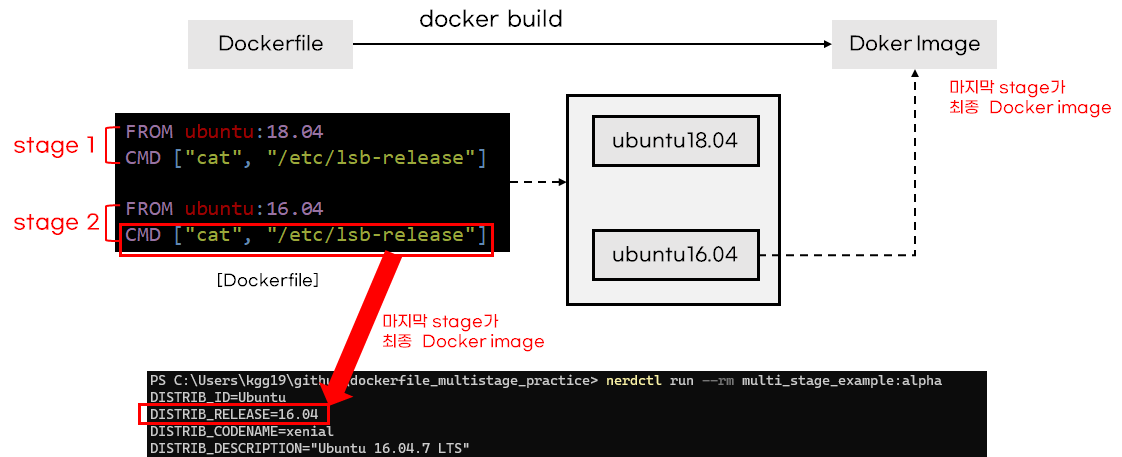 docker build
Dockerfile
Doker Image
마지막 stage가
최종 Docker image
stage 1
FROM ubuntu:18.04
CMD ["cat", "/etc/lsb-release"]
stage 2
FROM ubuntu:16.04
CMD ["cat", "/etc/lsb-release"]
[Dockerfile]
ubuntu18.04
ubuntu16.04
마지막 stage가
최종 Docker image
PS C:\Users\kgg19\github\dockerfile_multistage_practice> nerdctl run --rm multi_stage_example:alpha
DISTRIB_ID=Ubuntu
DISTRIB_RELEASE=16.04
DISTRIB_CODENAME=xenial
DISTRIB_DESCRIPTION="Ubuntu 16.04.7 LTS"